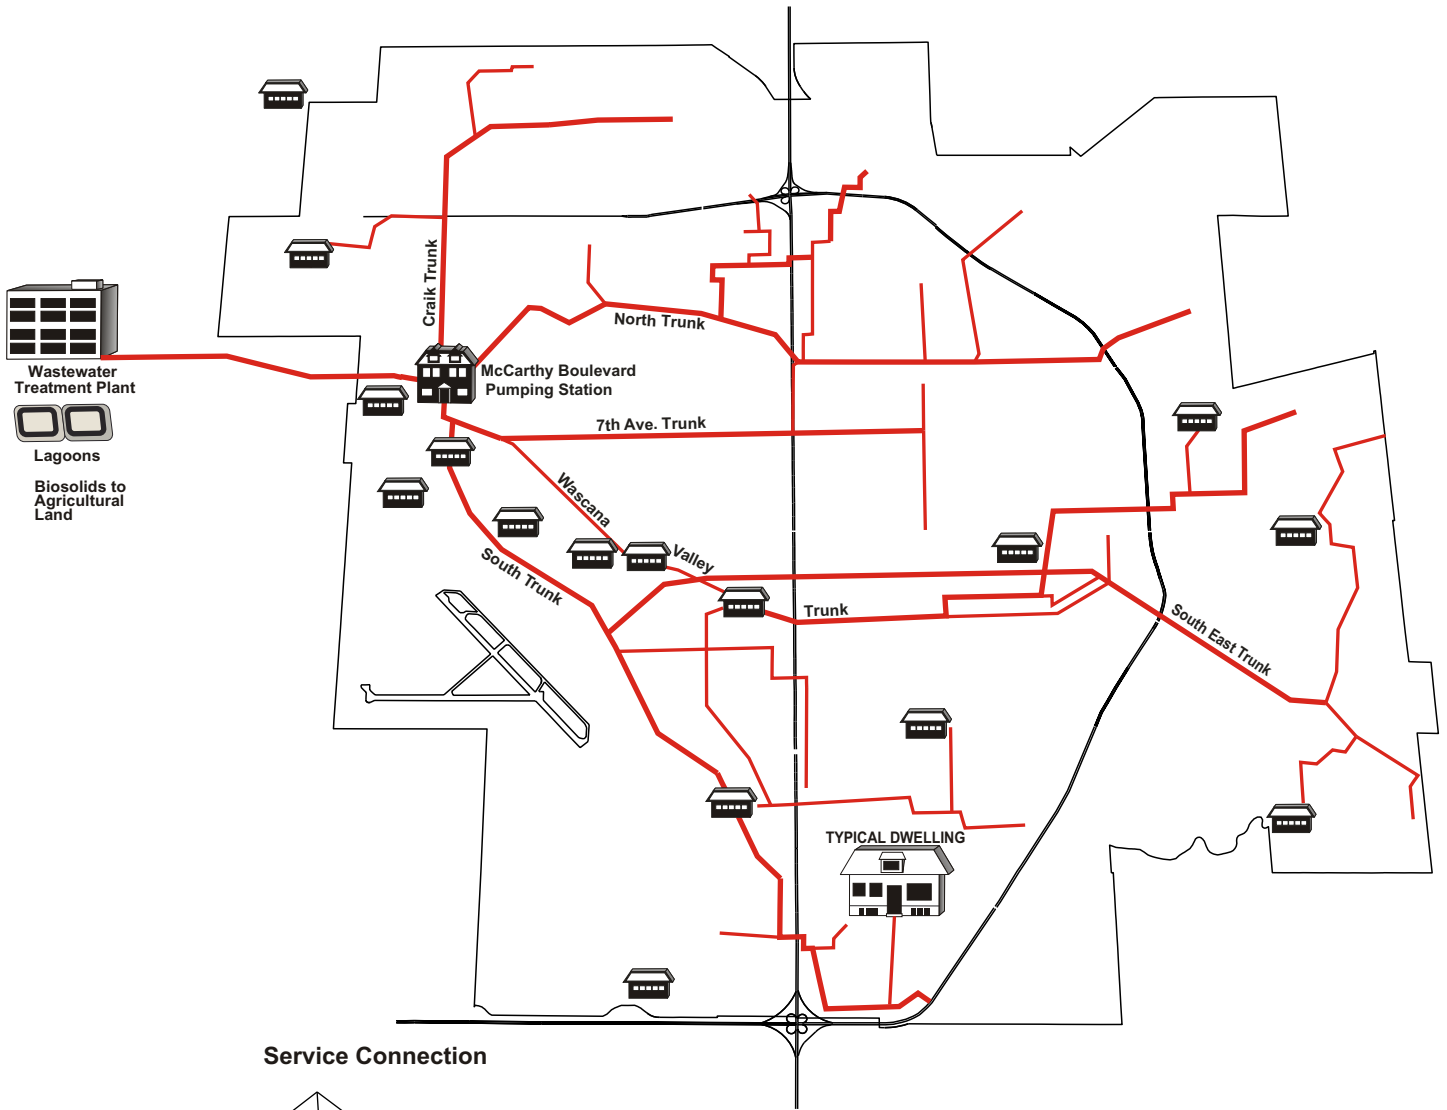 Craik Trunk
North Trunk
McCarthy Boulevard
Pumping Station
Wastewater
Treatment Plant
Lagoons
Biosolids to
Agricultural
Land
7th Ave. Trunk
Wascana
Valley
Trunk
South Trunk
South East Trunk
TYPICAL DWELLING
Service Connection